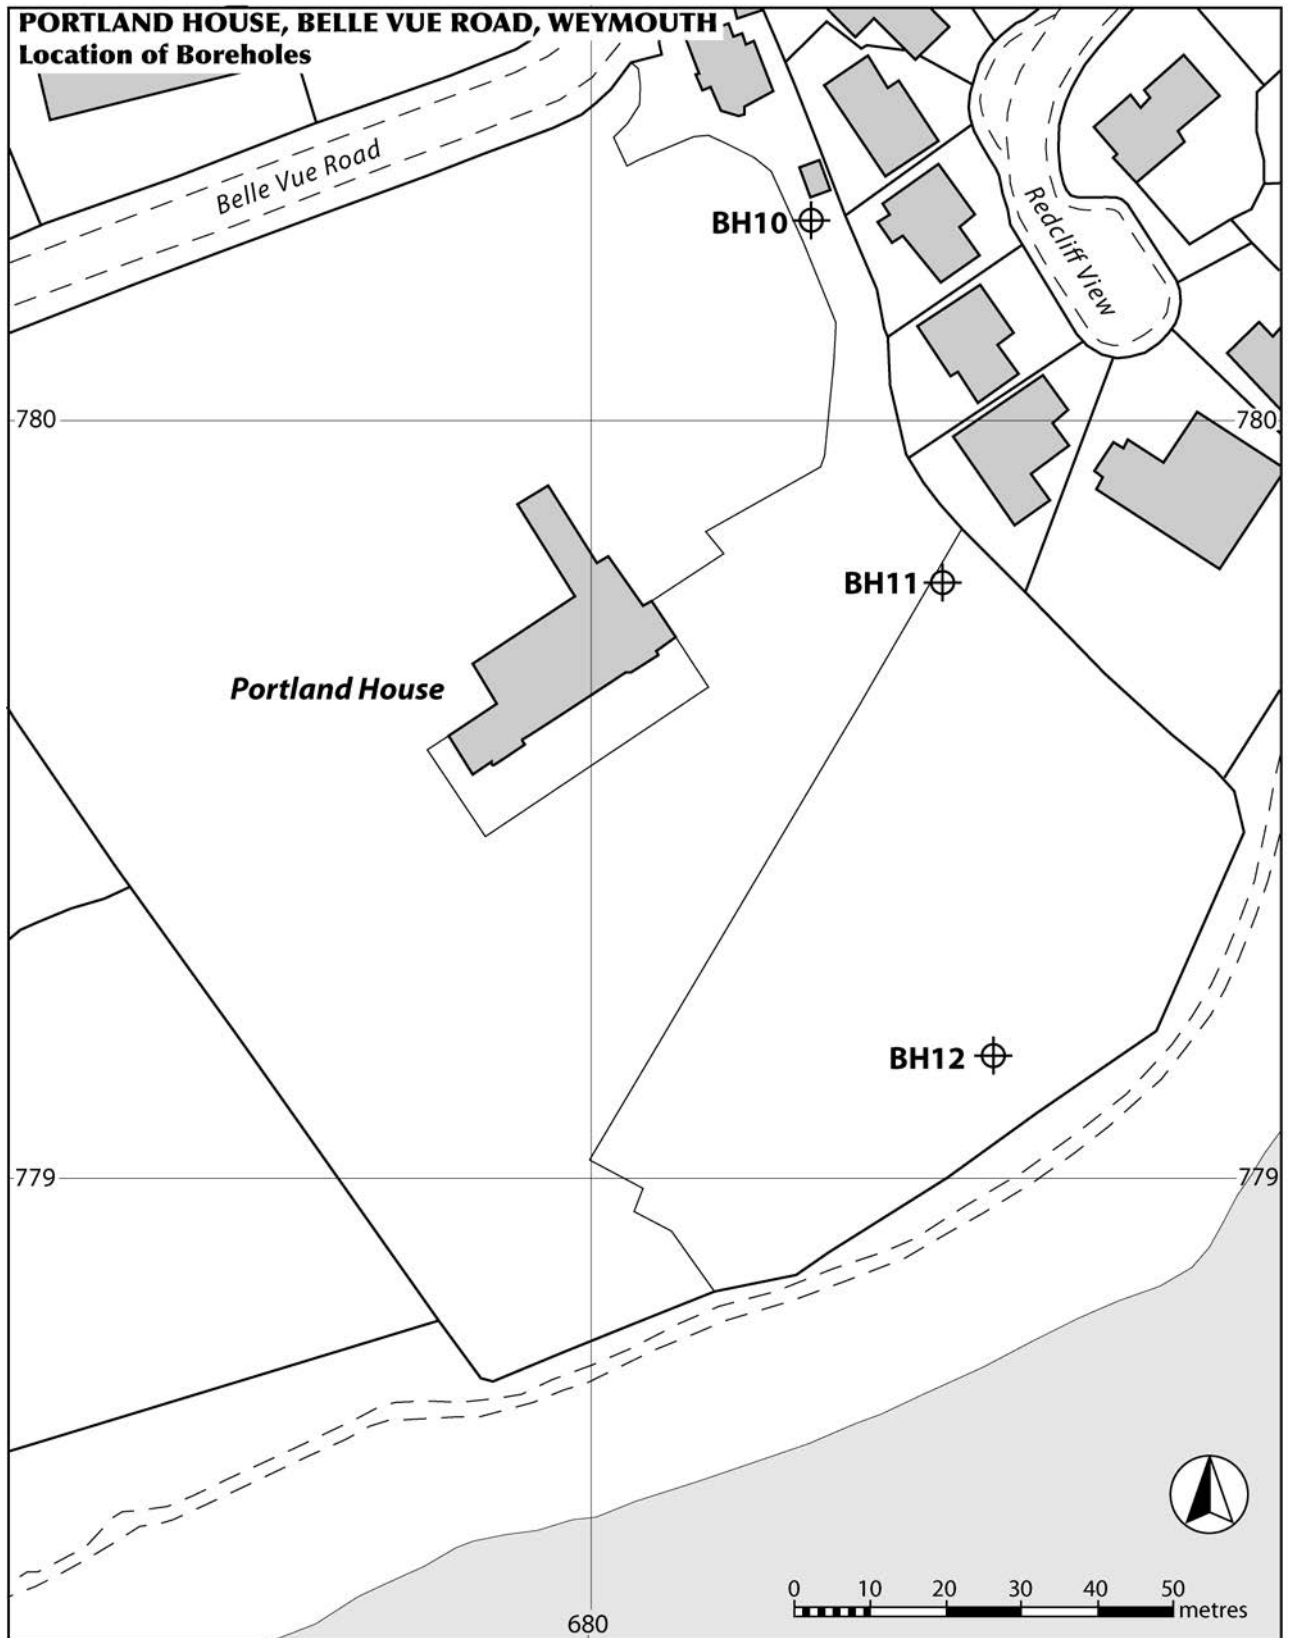 PORTLAND HOUSE, BELLE VUE ROAD, WEYMOUTH
Location of Boreholes
Belle Vue Road
Redcliff View
BH10
780
780
BH11
Portland House
BH12
779
779
0 10 20 30 40 50
metres
680